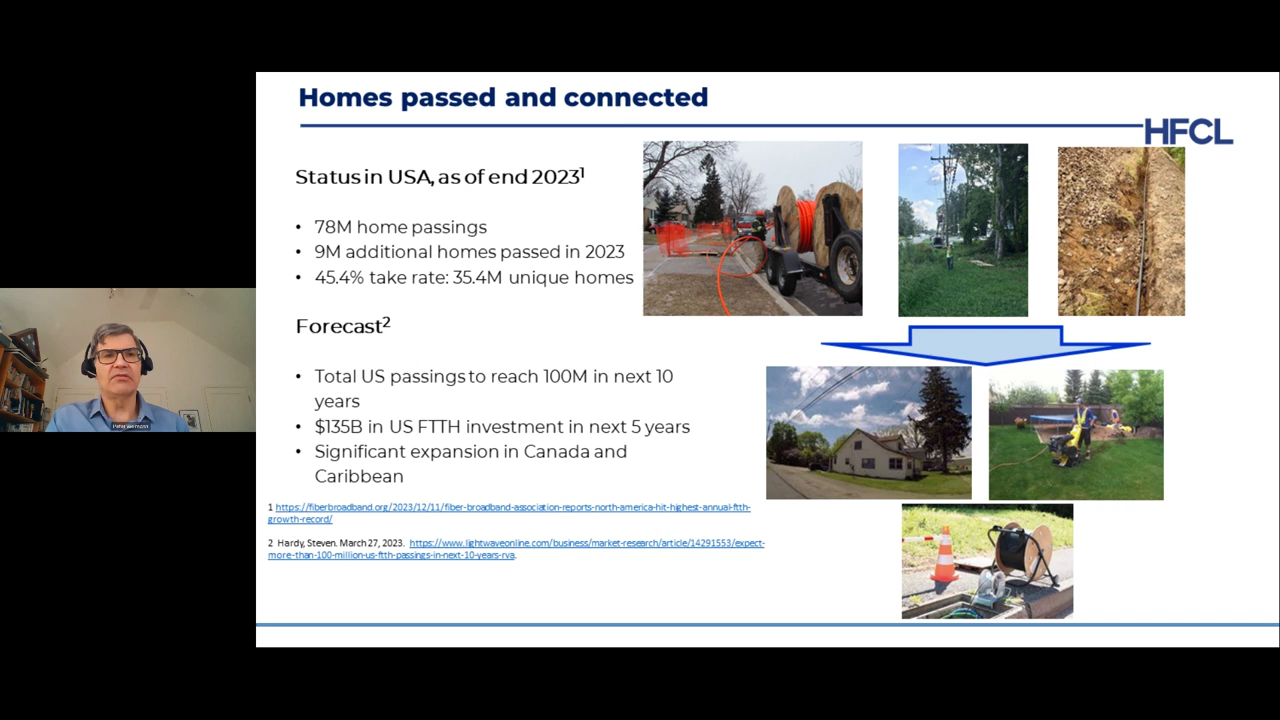 Homes passed and connected
HFCL
Status in USA, as of end 2023¹
• 78M home passings
• 9M additional homes passed in 2023
• 45.4% take rate: 35.4M unique homes
Forecast²
• Total US passings to reach 100M in next 10
years
• $135B in US FTTH investment in next 5 years
• Significant expansion in Canada and
Caribbean
1 https://fiberbroadband.org/2023/12/11/fiber-broadband-association-reports-north-america-hit-highest-annual-ftth-
growth-record/
2 Hardy, Steven. March 27, 2023. https://www.lightwaveonline.com/business/market-research/article/14291553/expect-
more-than-100-million-us-ftth-passings-in-next-10-years-rva.